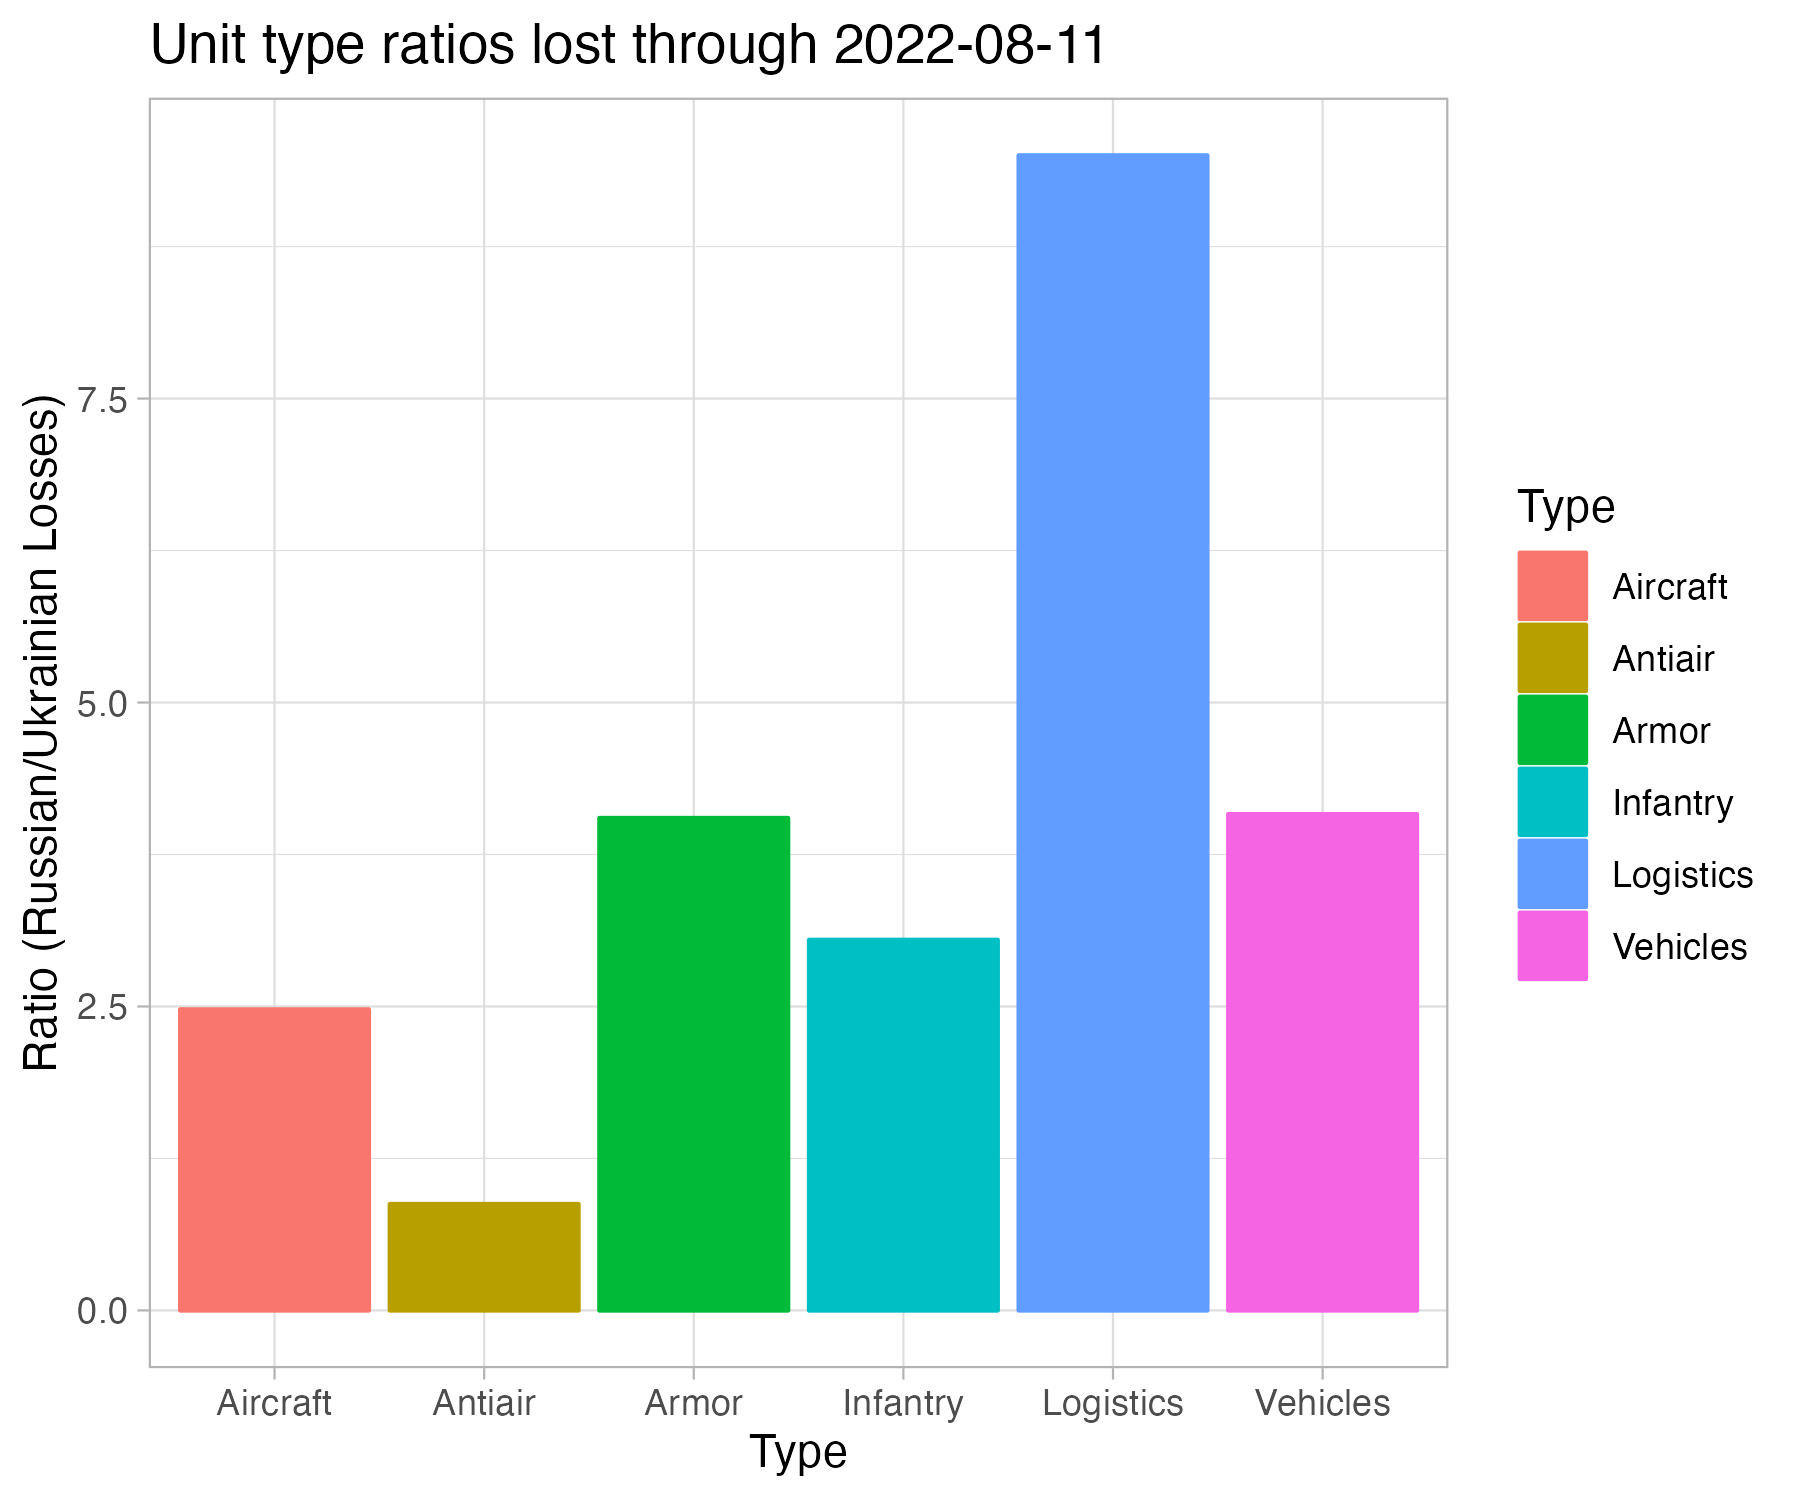 Unit type ratios lost through 2022-08-11
Ratio (Russian/Ukrainian Losses)
7.5
5.0
2.5
0.0
Aircraft
Antiair
Armor
Infantry
Logistics
Vehicles
Type
Type
Aircraft
Antiair
Armor
Infantry
Logistics
Vehicles